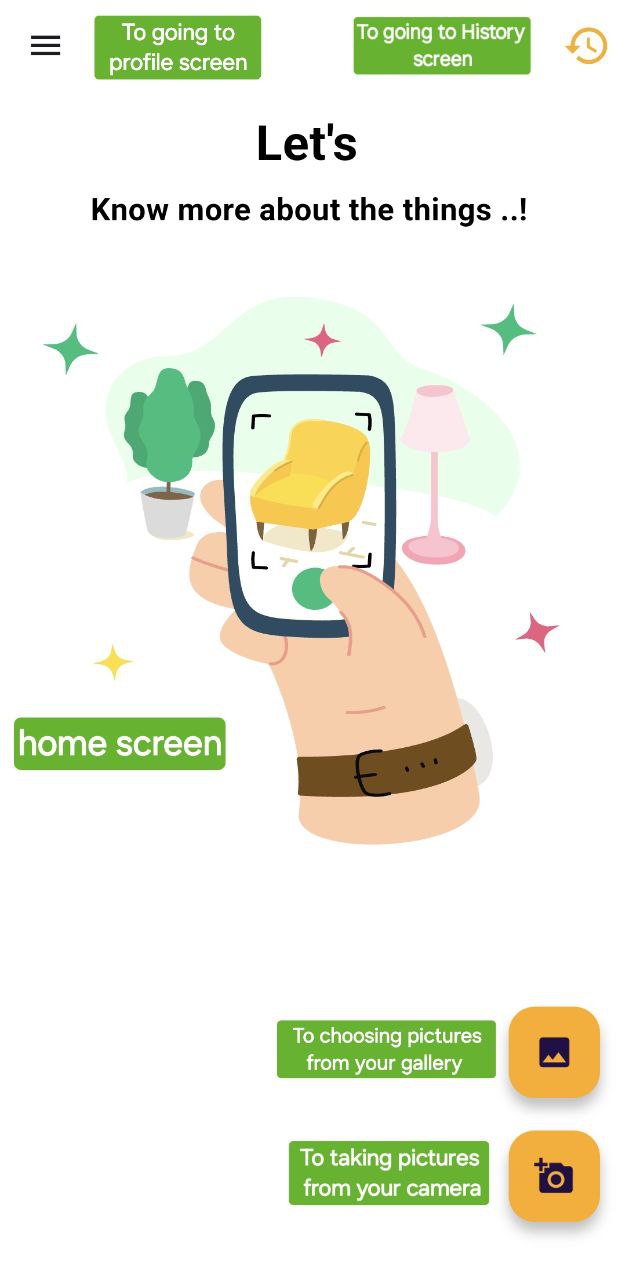 To going to
profile screen
To going to History
screen
Let's
Know more about the things ..!
home screen
To choosing pictures
from your gallery
To taking pictures
from your camera